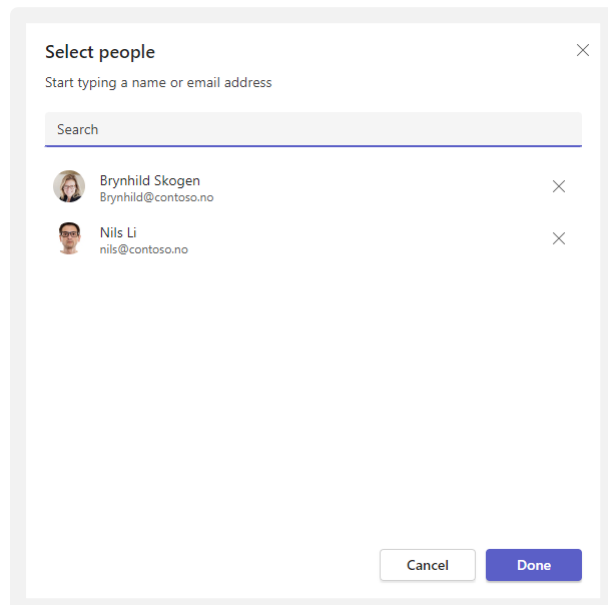 Select people
Start typing a name or email address
Search
Brynhild Skogen
Brynhild@contoso.no
Nils Li
nils@contoso.no
Cancel
Done